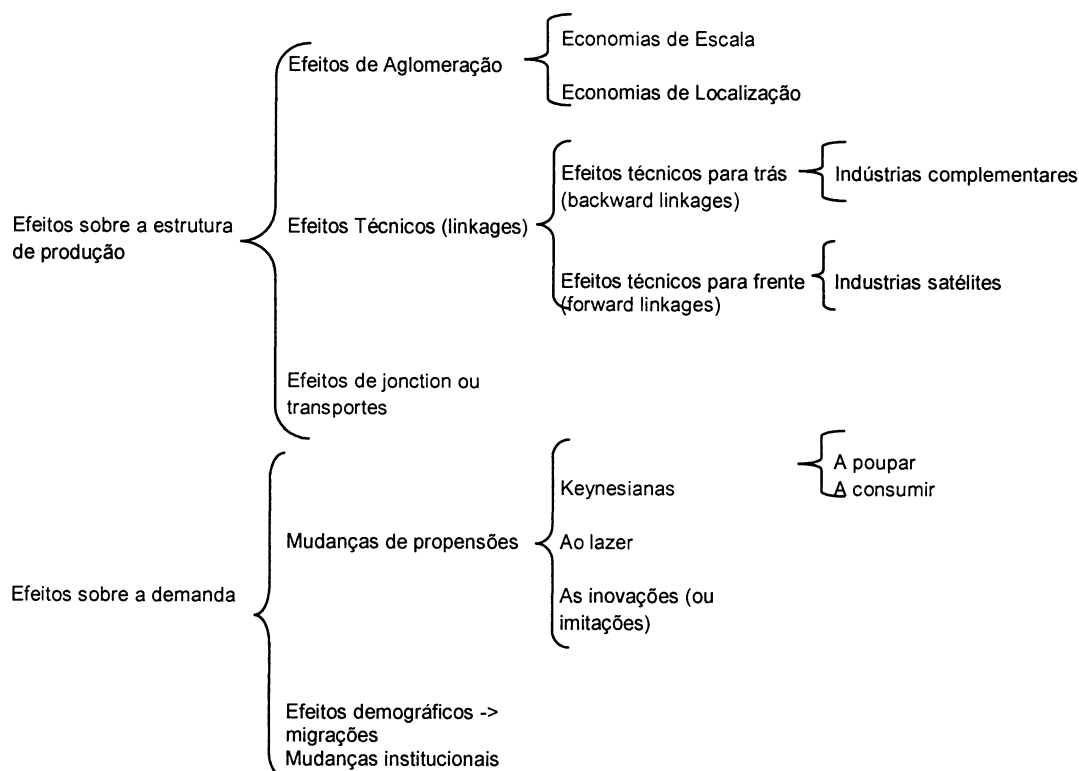 Efeitos sobre a estrutura
de produção
Efeitos de Aglomeração
Economias de Escala
Economias de Localização
Efeitos Técnicos (linkages)
Efeitos técnicos para trás
(backward linkages)
Indústrias complementares
Efeitos técnicos para frente
(forward linkages)
Industrias satélites
Efeitos de jonction ou
transportes
Efeitos sobre a demanda
Mudanças de propensões
Keynesianas
A poupar
A consumir
Ao lazer
As inovações (ou
imitações)
Efeitos demográficos ->
migrações
Mudanças institucionais